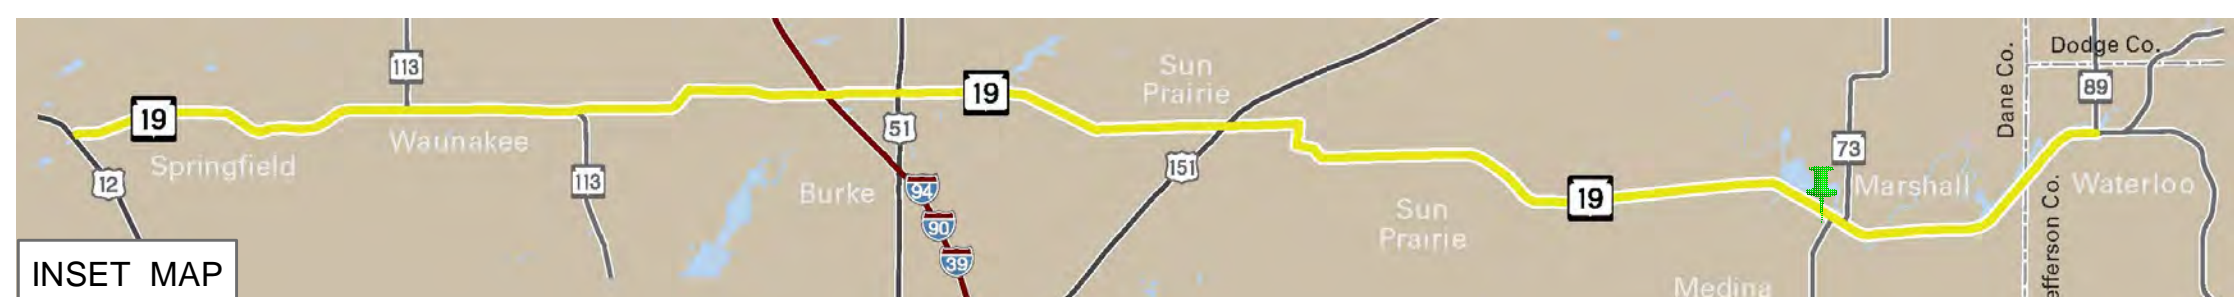 113
19
Springfield
12
Waunakee
113
51
Burke
94
90
39
19
Sun
Prairie
151
Sun
Prairie
19
73
Marshall
Medina
Dane Co.
Dodge Co.
89
efferson Co.
Waterloo
INSET MAP